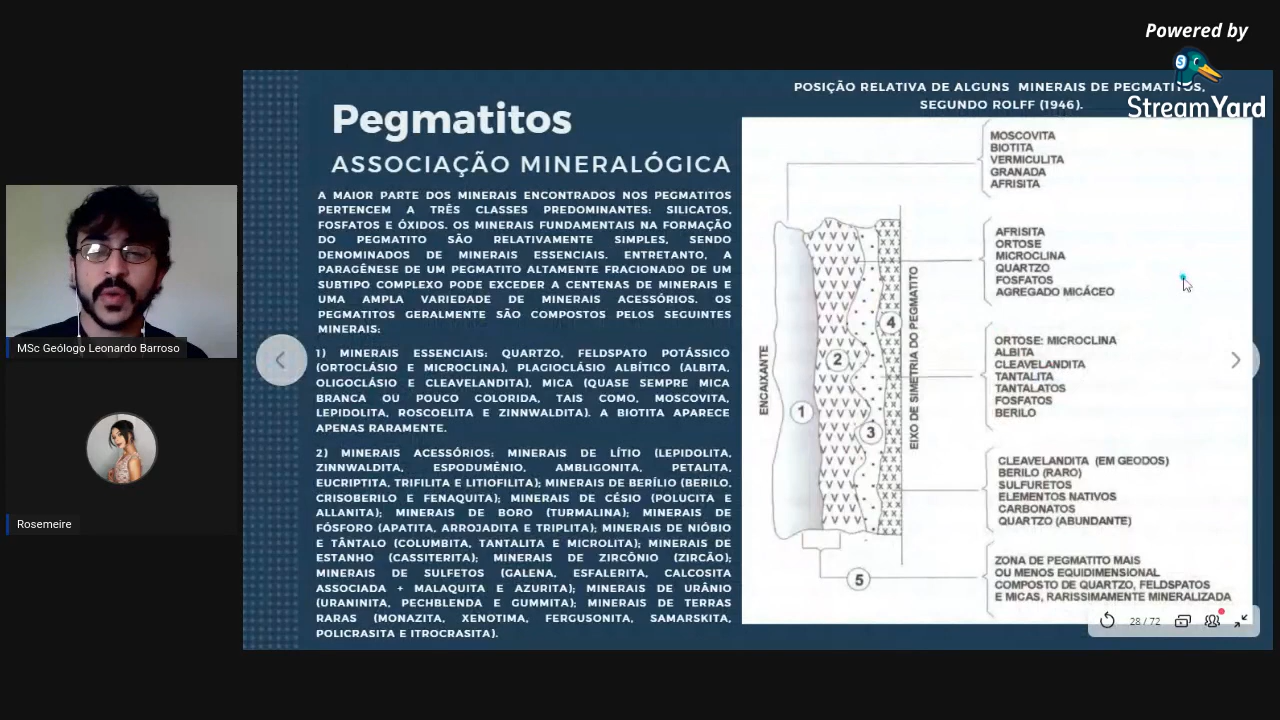 Powered by
StreamYard
POSIÇÃO RELATIVA DE ALGUNS MINERAIS DE PEGMATITOS,
SEGUNDO ROLFF (1946).
Pegmatitos
ASSOCIAÇÃO MINERALÓGICA
A MAIOR PARTE DOS MINERAIS ENCONTRADOS NOS PEGMATITOS
PERTENCEM A TRÊS CLASSES PREDOMINANTES: SILICATOS,
FOSFATOS E ÓXIDOS. OS MINERAIS FUNDAMENTAIS NA FORMAÇÃO
DO PEGMATITO SÃO RELATIVAMENTE SIMPLES, SENDO
DENOMINADOS DE MINERAIS ESSENCIAIS. ENTRETANTO, A
PARAGÊNESE DE UM PEGMATITO ALTAMENTE FRACIONADO DE UM
SUBTIPO COMPLEXO PODE EXCEDER A CENTENAS DE MINERAIS E
UMA AMPLA VARIEDADE DE MINERAIS ACESSÓRIOS. OS
PEGMATITOS GERALMENTE SÃO COMPOSTOS PELOS SEGUINTES
MINERAIS:
1) MINERAIS ESSENCIAIS: QUARTZO, FELDSPATO POTÁSSICO
(ORTOCLÁSIO E MICROCLINA), PLAGIOCLÁSIO ALBÍTICO (ALBITA,
OLIGOCLÁSIO E CLEAVELANDITA), MICA (QUASE SEMPRE MICA
BRANCA OU POUCO COLORIDA, TAIS COMO, MOSCOVITA,
LEPIDOLITA, ROSCOELITA E ZINNWALDITA). A BIOTITA APARECE
APENAS RARAMENTE.
2) MINERAIS ACESSÓRIOS: MINERAIS DE LÍTIO (LEPIDOLITA,
ZINNWALDITA, ESPODUMÊNIO, AMBLIGONITA, PETALITA,
EUCRIPTITA, TRIFILITA E LITIOFILITA); MINERAIS DE BERÍLIO (BERILO,
CRISOBERILO E FENAQUITA); MINERAIS DE CÉSIO (POLUCITA E
ALLANITA); MINERAIS DE BORO (TURMALINA); MINERAIS DE
FÓSFORO (APATITA, ARROJADITA E TRIPLITA); MINERAIS DE NIÓBIO
E TÂNTALO (COLUMBITA, TANTALITA E MICROLITA); MINERAIS DE
ESTANHO (CASSITERITA); MINERAIS DE ZIRCÔNIO (ZIRCÃO);
MINERAIS DE SULFETOS (GALENA, ESFALERITA, CALCOSITA
ASSOCIADA + MALAQUITA E AZURITA); MINERAIS DE URÂNIO
(URANINITA, PECHBLENDA E GUMMITA); MINERAIS DE TERRAS
RARAS (MONAZITA, XENOTIMA, FERGUSONITA, SAMARSKITA,
POLICRASITA E ITROCRASITA).
MOSCOVITA
BIOTITA
VERMICULITA
GRANADA
AFRISITA
AFRISITA
ORTOSE
MICROCLINA
QUARTZO
FOSFATOS
AGREGADO MICÁCEO
ORTOSE: MICROCLINA
ALBITA
CLEAVELANDITA
TANTALITA
TANTALATOS
FOSFATOS
BERILO
CLEAVELANDITA (EM GEODOS)
BERILO (RARO)
SULFURETOS
ELEMENTOS NATIVOS
CARBONATOS
QUARTZO (ABUNDANTE)
ZONA DE PEGMATITO MAIS
OU MENOS EQUIDIMENSIONAL
COMPOSTO DE QUARTZO, FELDSPATOS
E MICAS, RARISSIMAMENTE MINERALIZADA
ENCAIXANTE
EIXO DE SIMETRIA DO PEGMATITO
1
2
3
4
5
28 / 72
MSc Geólogo Leonardo Barroso
Rosemeire